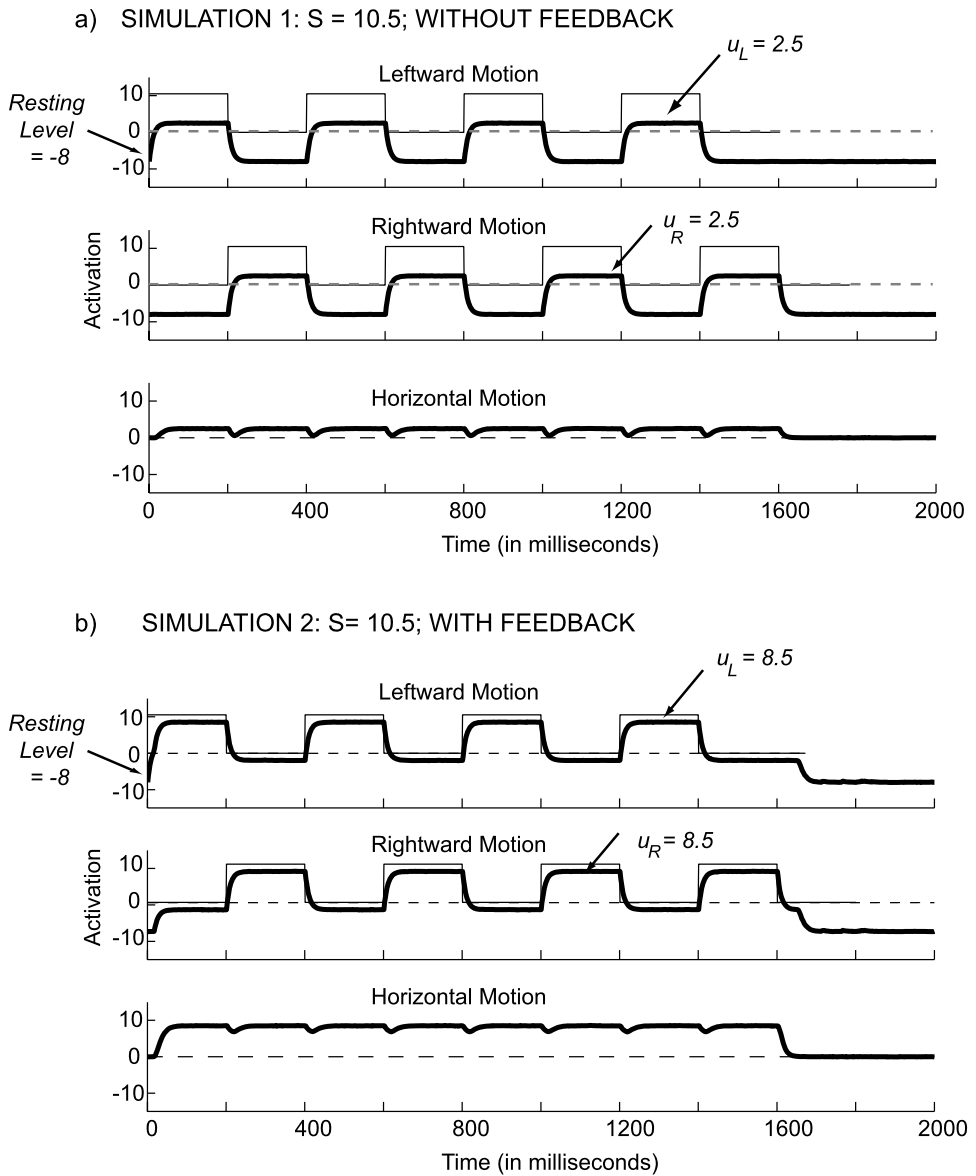 a) SIMULATION 1: S = 10.5; WITHOUT FEEDBACK
u_L = 2.5
Leftward Motion
Resting
Level
= -8
10
0
-10
Rightward Motion
u_R = 2.5
Activation
10
0
-10
Horizontal Motion
10
0
-10
0 400 800 1200 1600 2000
Time (in milliseconds)
b) SIMULATION 2: S= 10.5; WITH FEEDBACK
u_L = 8.5
Leftward Motion
Resting
Level
= -8
10
0
-10
Rightward Motion
u_R = 8.5
Activation
10
0
-10
Horizontal Motion
10
0
-10
0 400 800 1200 1600 2000
Time (in milliseconds)